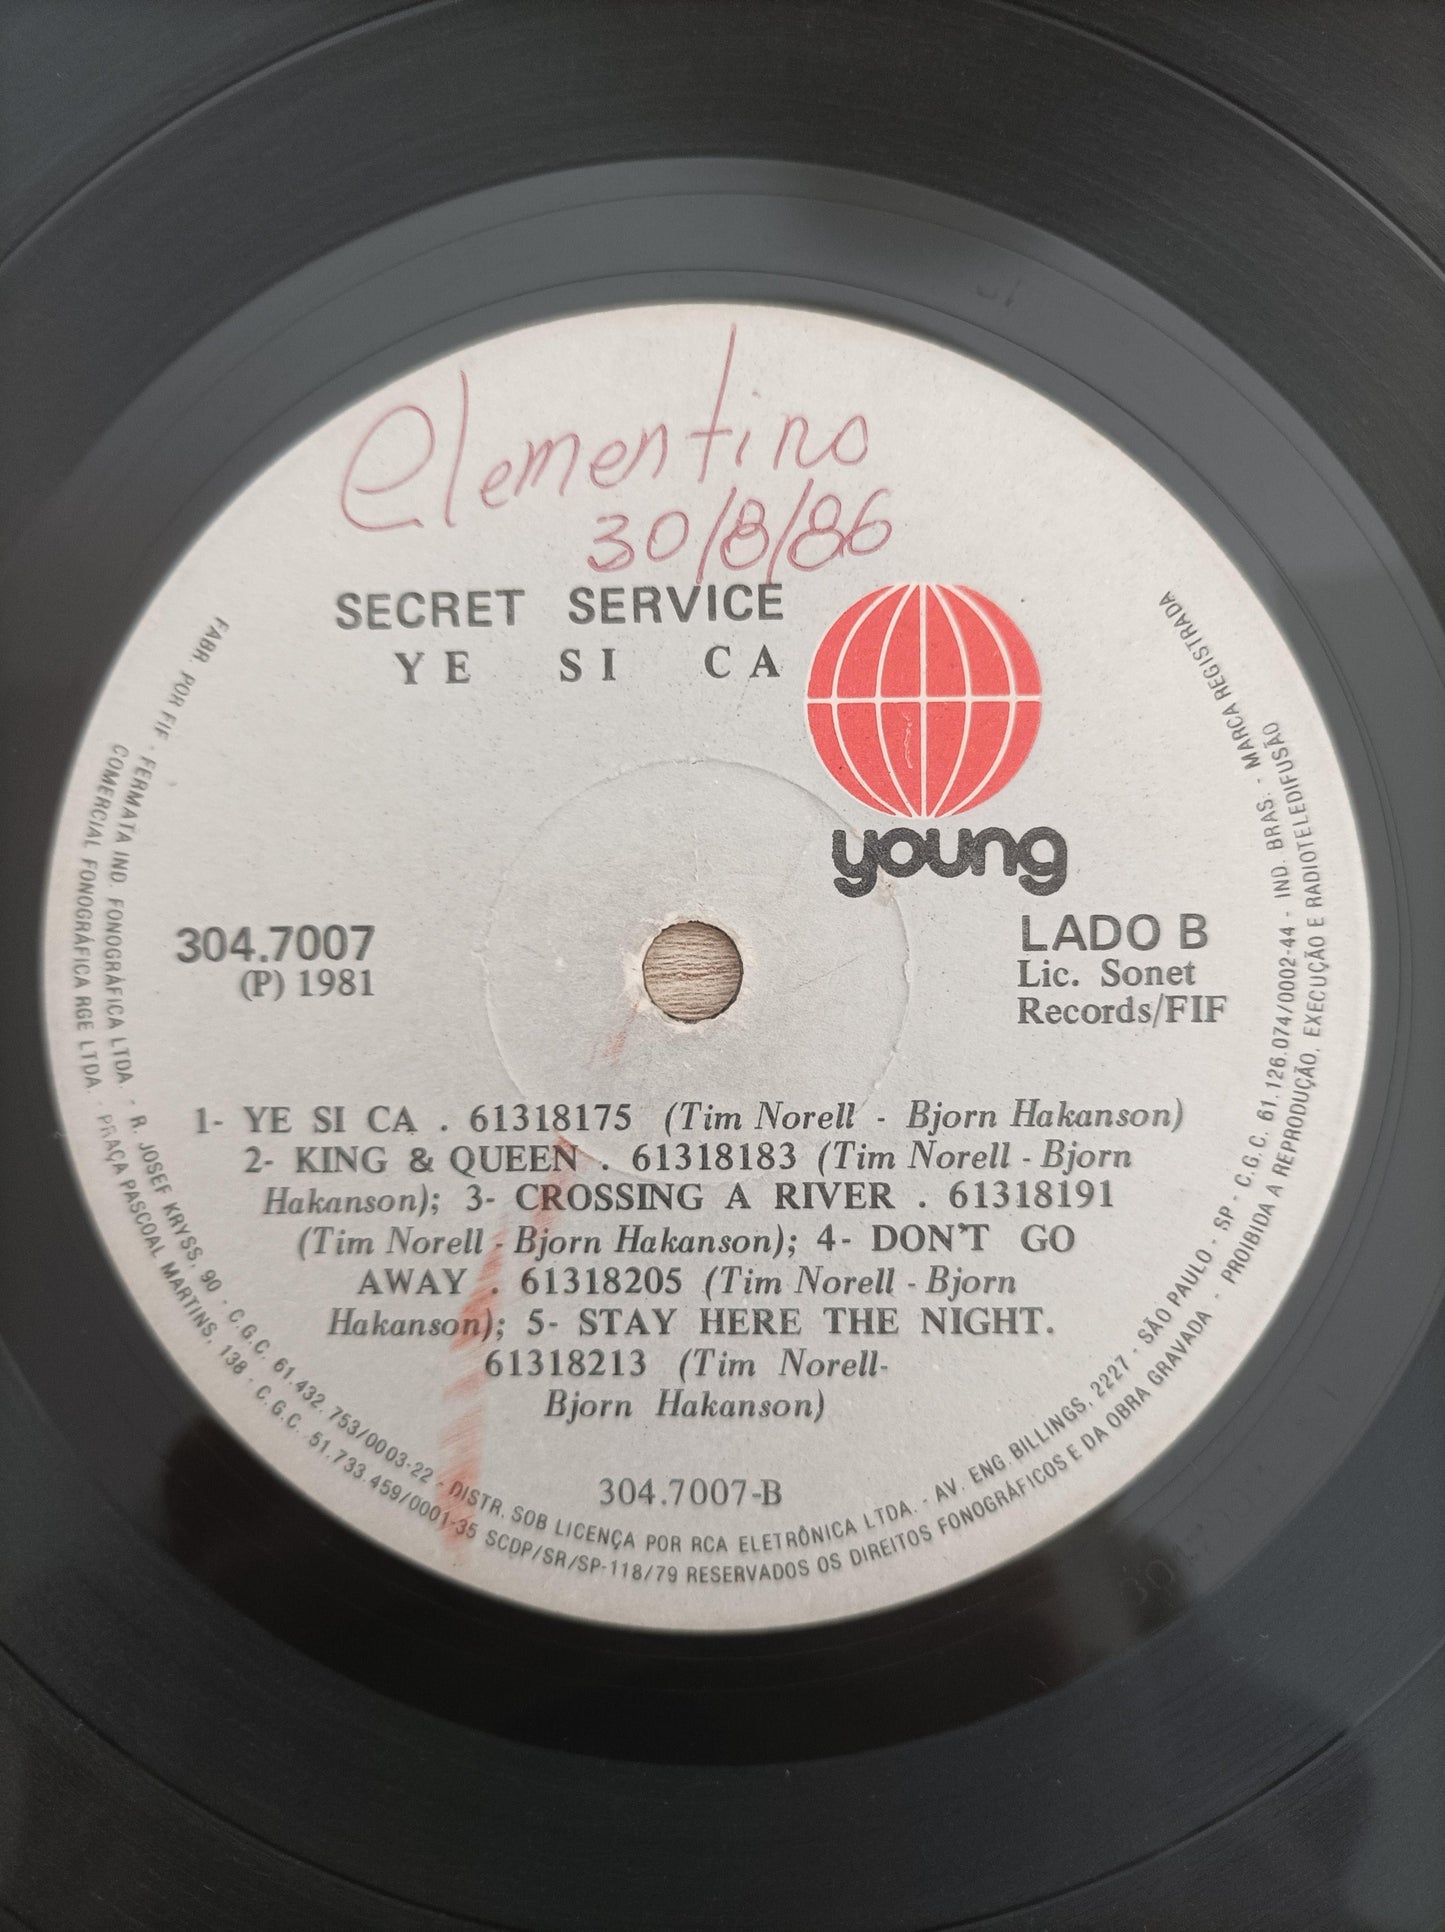 Clementino
30/8/86
SECRET SERVICE
YE SI CA
young
304.7007
(P) 1981
LADO B
Lic. Sonet
Records/FIF
1- YE SI CA . 61318175 (Tim Norell - Bjorn Hakanson)
2- KING & QUEEN . 61318183 (Tim Norell - Bjorn
Hakanson); 3- CROSSING A RIVER . 61318191
(Tim Norell - Bjorn Hakanson); 4- DON'T GO
AWAY . 61318205 (Tim Norell - Bjorn
Hakanson); 5- STAY HERE THE NIGHT.
61318213 (Tim Norell-
Bjorn Hakanson)
304.7007-B
FABR. POR FIF - FERMATA IND. FONOGRÁFICA LTDA. - R. JOSEF KRYSS, 90 - C.G.C. 61.432.753/0003-22 - DISTR. SOB LICENÇA POR RCA ELETRÔNICA LTDA. - AV. ENG. BILLINGS, 2227 - SÃO PAULO - SP - C.G.C. 61.126.074/0002-44 - IND. BRAS. - MARCA REGISTRADA
COMERCIAL FONOGRÁFICA RGE LTDA. - PRAÇA PASCOAL MARTINS, 138 - C.G.C. 51.733.459/0001-35 SCDP/SR/SP-118/79 RESERVADOS OS DIREITOS FONOGRÁFICOS E DA OBRA GRAVADA - PROIBIDA A REPRODUÇÃO, EXECUÇÃO E RADIOTELEDIFUSÃO